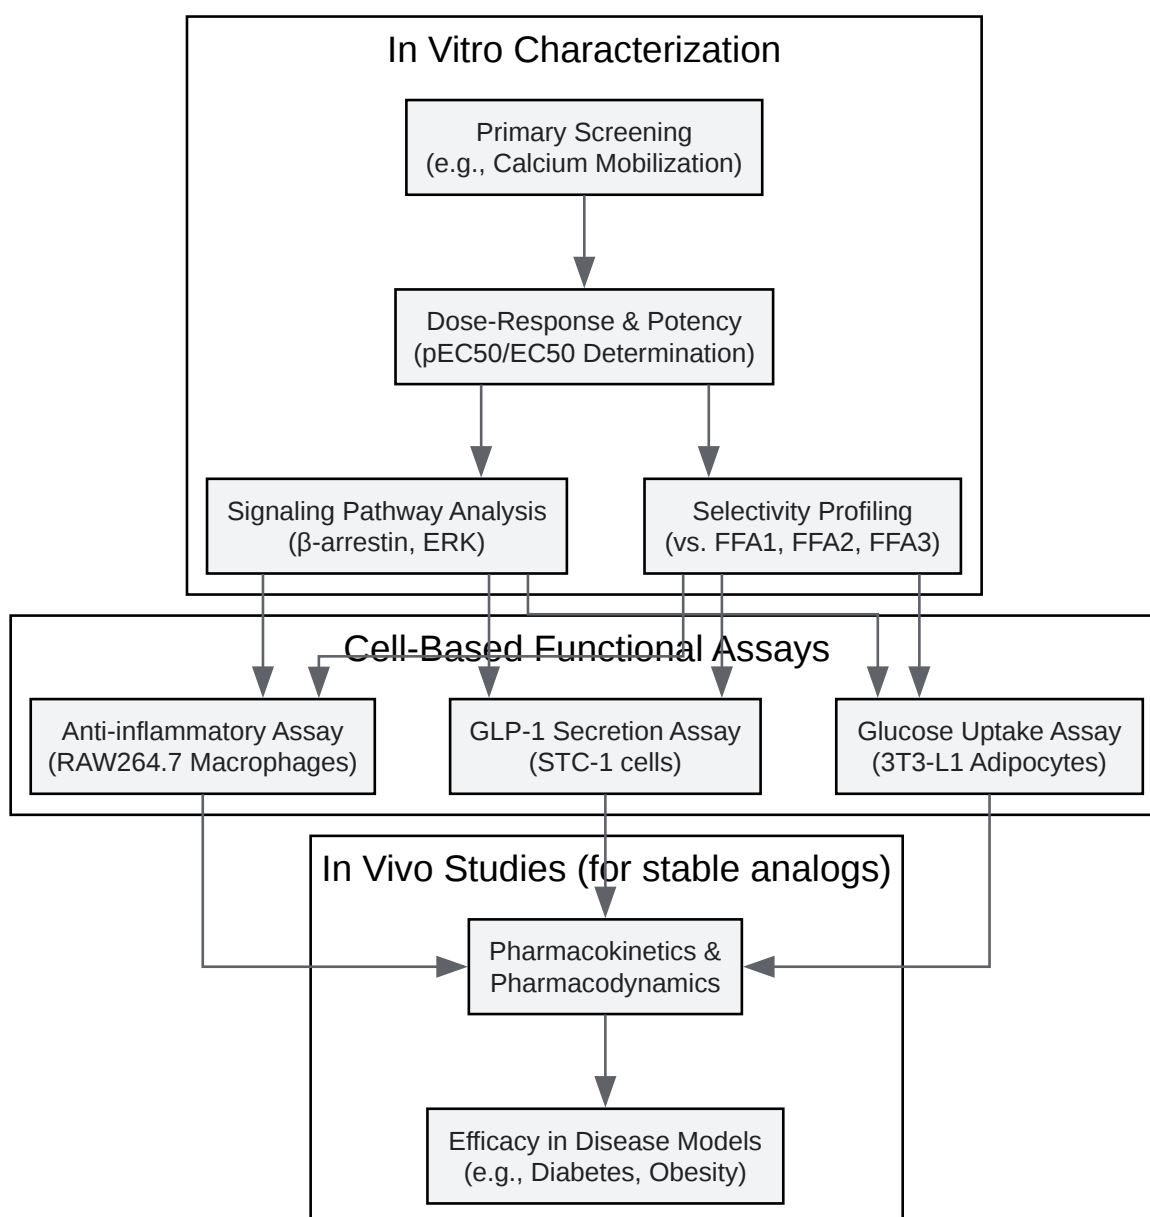 In Vitro Characterization
Primary Screening
(e.g., Calcium Mobilization)
Dose-Response & Potency
(pEC50/EC50 Determination)
Signaling Pathway Analysis
(β-arrestin, ERK)
Selectivity Profiling
(vs. FFA1, FFA2, FFA3)
Cell-Based Functional Assays
Anti-inflammatory Assay
(RAW264.7 Macrophages)
GLP-1 Secretion Assay
(STC-1 cells)
Glucose Uptake Assay
(3T3-L1 Adipocytes)
In Vivo Studies (for stable analogs)
Pharmacokinetics &
Pharmacodynamics
Efficacy in Disease Models
(e.g., Diabetes, Obesity)